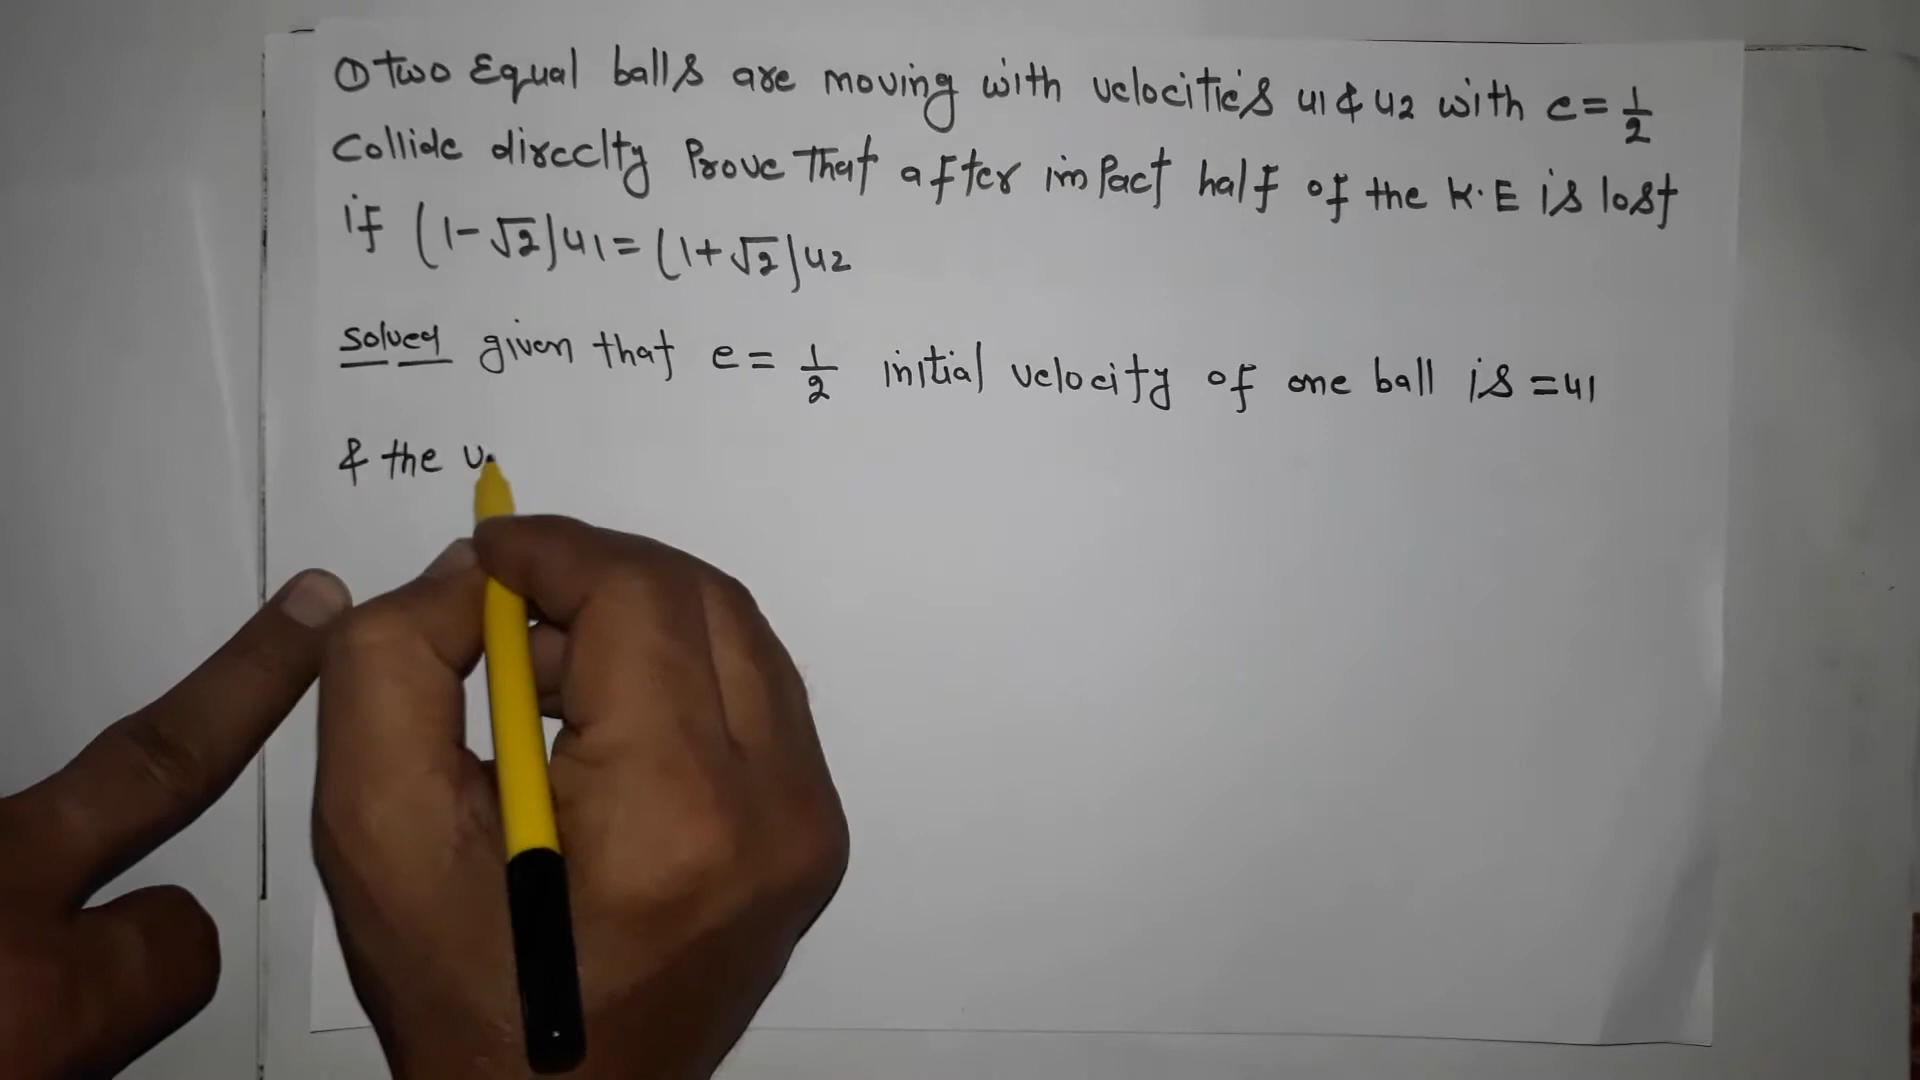 ① two Equal balls are moving with velocitie's u1 & u2 with e = 1/2
Collide direclty Prove That after imPact half of the K.E is lost
if (1-√2)u1 = (1+√2)u2
Solved given that e = 1/2 initial velocity of one ball is = u1
& the